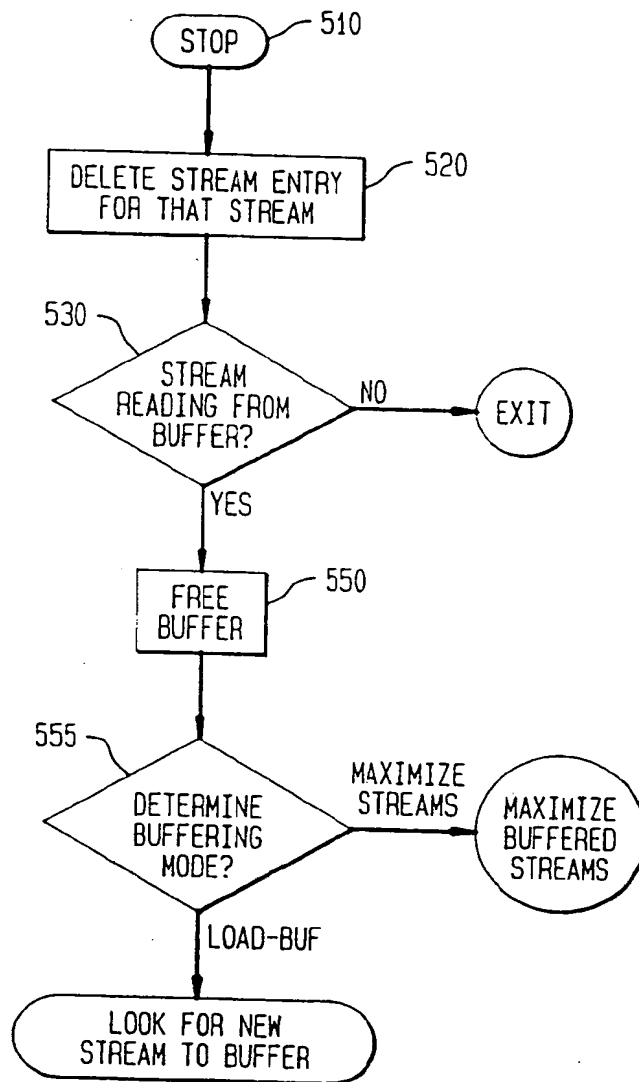 STOP
510
DELETE STREAM ENTRY
FOR THAT STREAM
520
530
STREAM
READING FROM
BUFFER?
NO
EXIT
YES
FREE
BUFFER
550
555
DETERMINE
BUFFERING
MODE?
MAXIMIZE
STREAMS
MAXIMIZE
BUFFERED
STREAMS
LOAD-BUF
LOOK FOR NEW
STREAM TO BUFFER